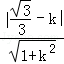 |√3/3 − k|
√1+k²